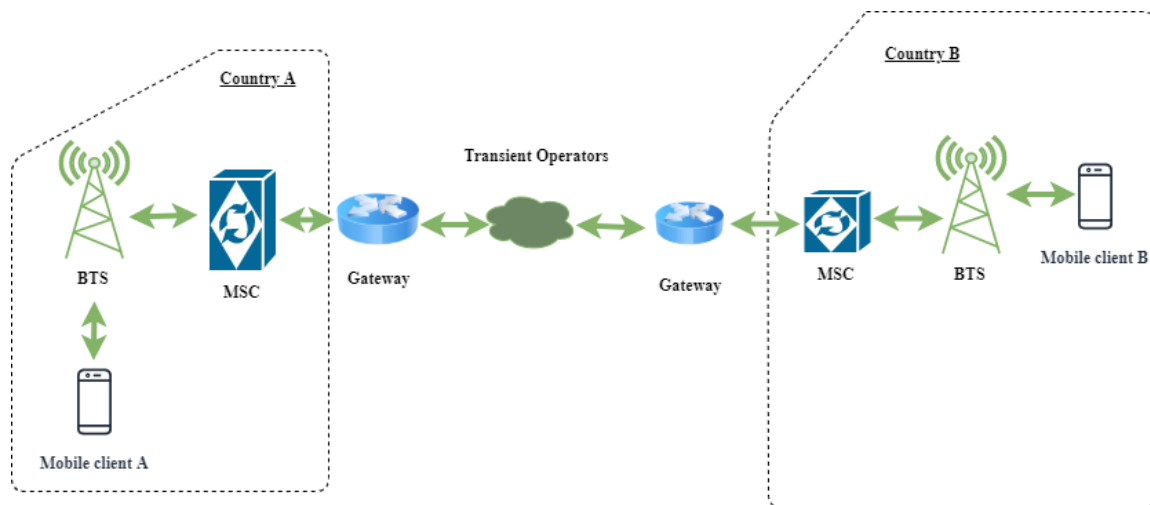 Country A
Country B
Transient Operators
BTS
MSC
Gateway
Gateway
MSC
BTS
Mobile client B
Mobile client A